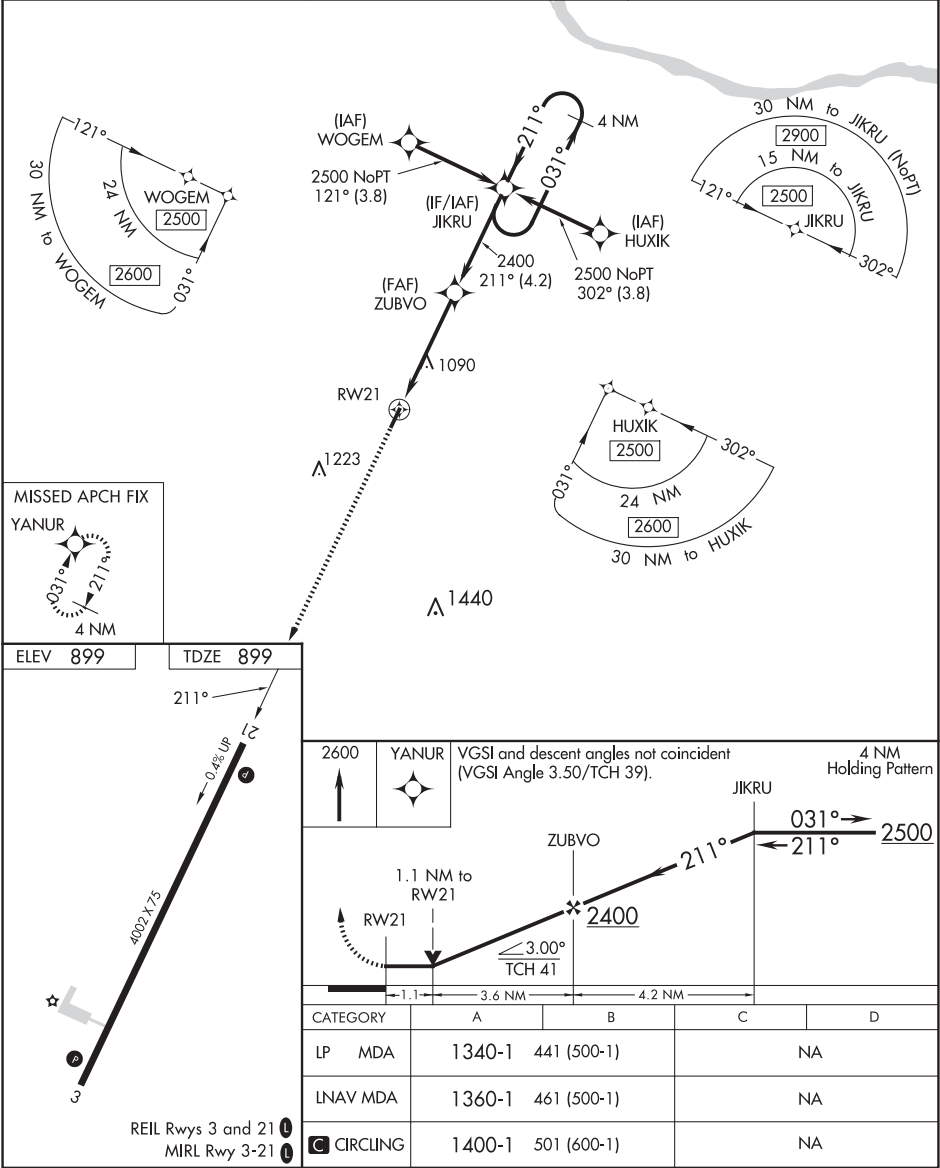 (IAF)
WOGEM
2500 NoPT
121° (3.8)
211°
031°
4 NM
(IF/IAF)
JIKRU
(IAF)
HUXIK
2500 NoPT
302° (3.8)
2400
211° (4.2)
(FAF)
ZUBVO
1090
RW21
1223
1440
121°
WOGEM
2500
24 NM
2600
30 NM to WOGEM
031°
30 NM to JIKRU (NoPT)
2900
15 NM to JIKRU
2500
121°
JIKRU
302°
HUXIK
2500
302°
031°
24 NM
2600
30 NM to HUXIK
MISSED APCH FIX
YANUR
031°
211°
4 NM
ELEV 899
TDZE 899
211°
21
0.4% UP
P
4002 X 75
P
3
REIL Rwys 3 and 21 L
MIRL Rwy 3-21 L
2600
YANUR
VGSI and descent angles not coincident
(VGSI Angle 3.50/TCH 39).
4 NM
Holding Pattern
JIKRU
031°
211°
2500
ZUBVO
211°
2400
1.1 NM to
RW21
RW21
3.00°
TCH 41
1.1
3.6 NM
4.2 NM
CATEGORY A B C D
LP MDA 1340-1 441 (500-1) NA
LNAV MDA 1360-1 461 (500-1) NA
C CIRCLING 1400-1 501 (600-1) NA